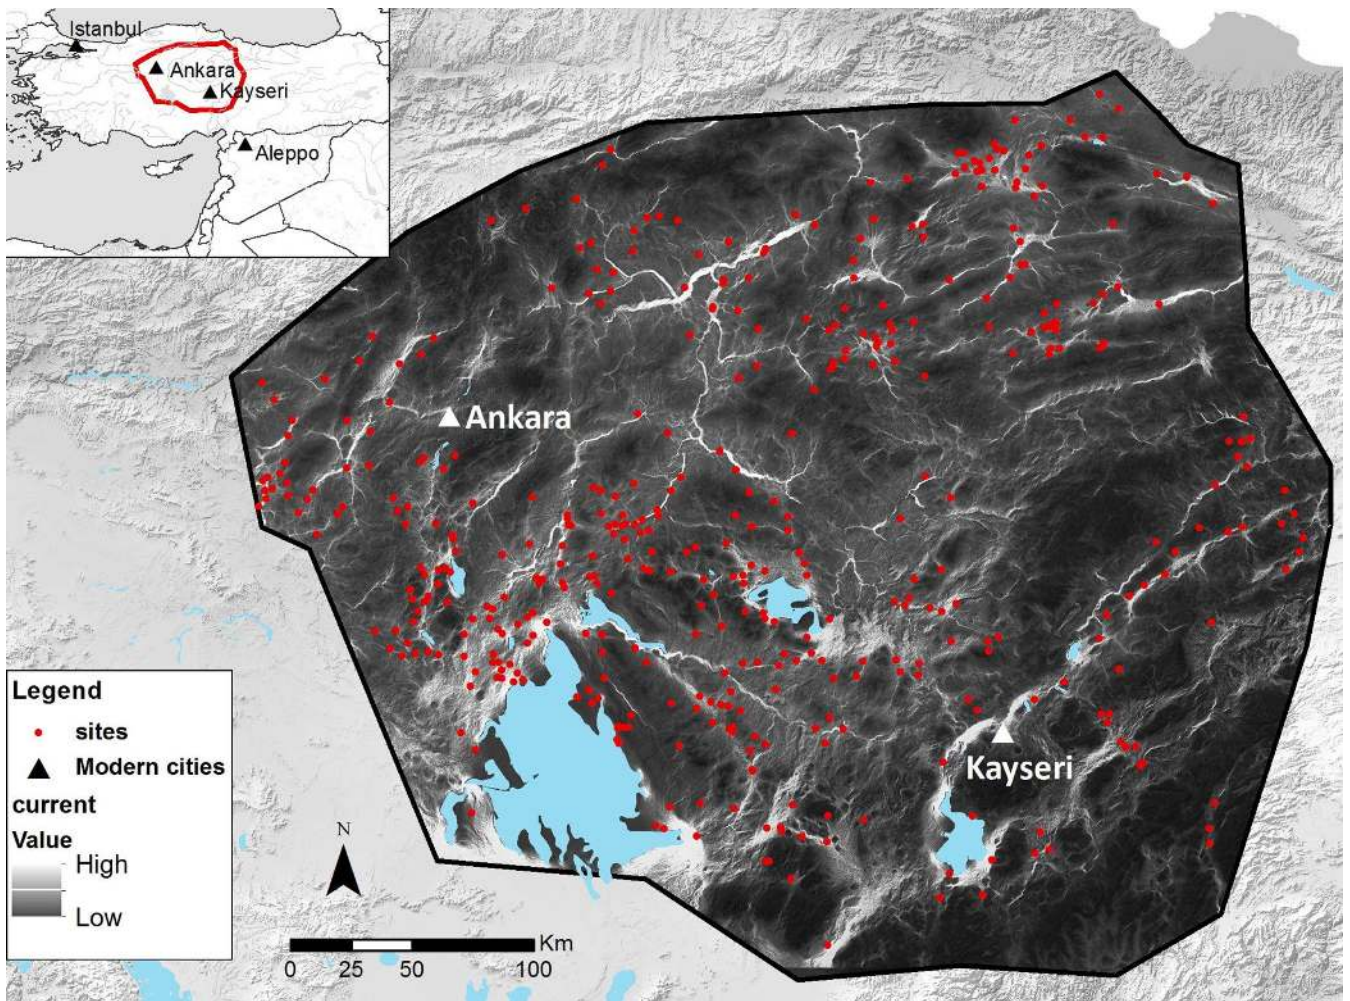 Istanbul
Ankara
Kayseri
Aleppo
Ankara
Kayseri
Legend
sites
Modern cities
current
Value
High
Low
N
Km
0 25 50 100